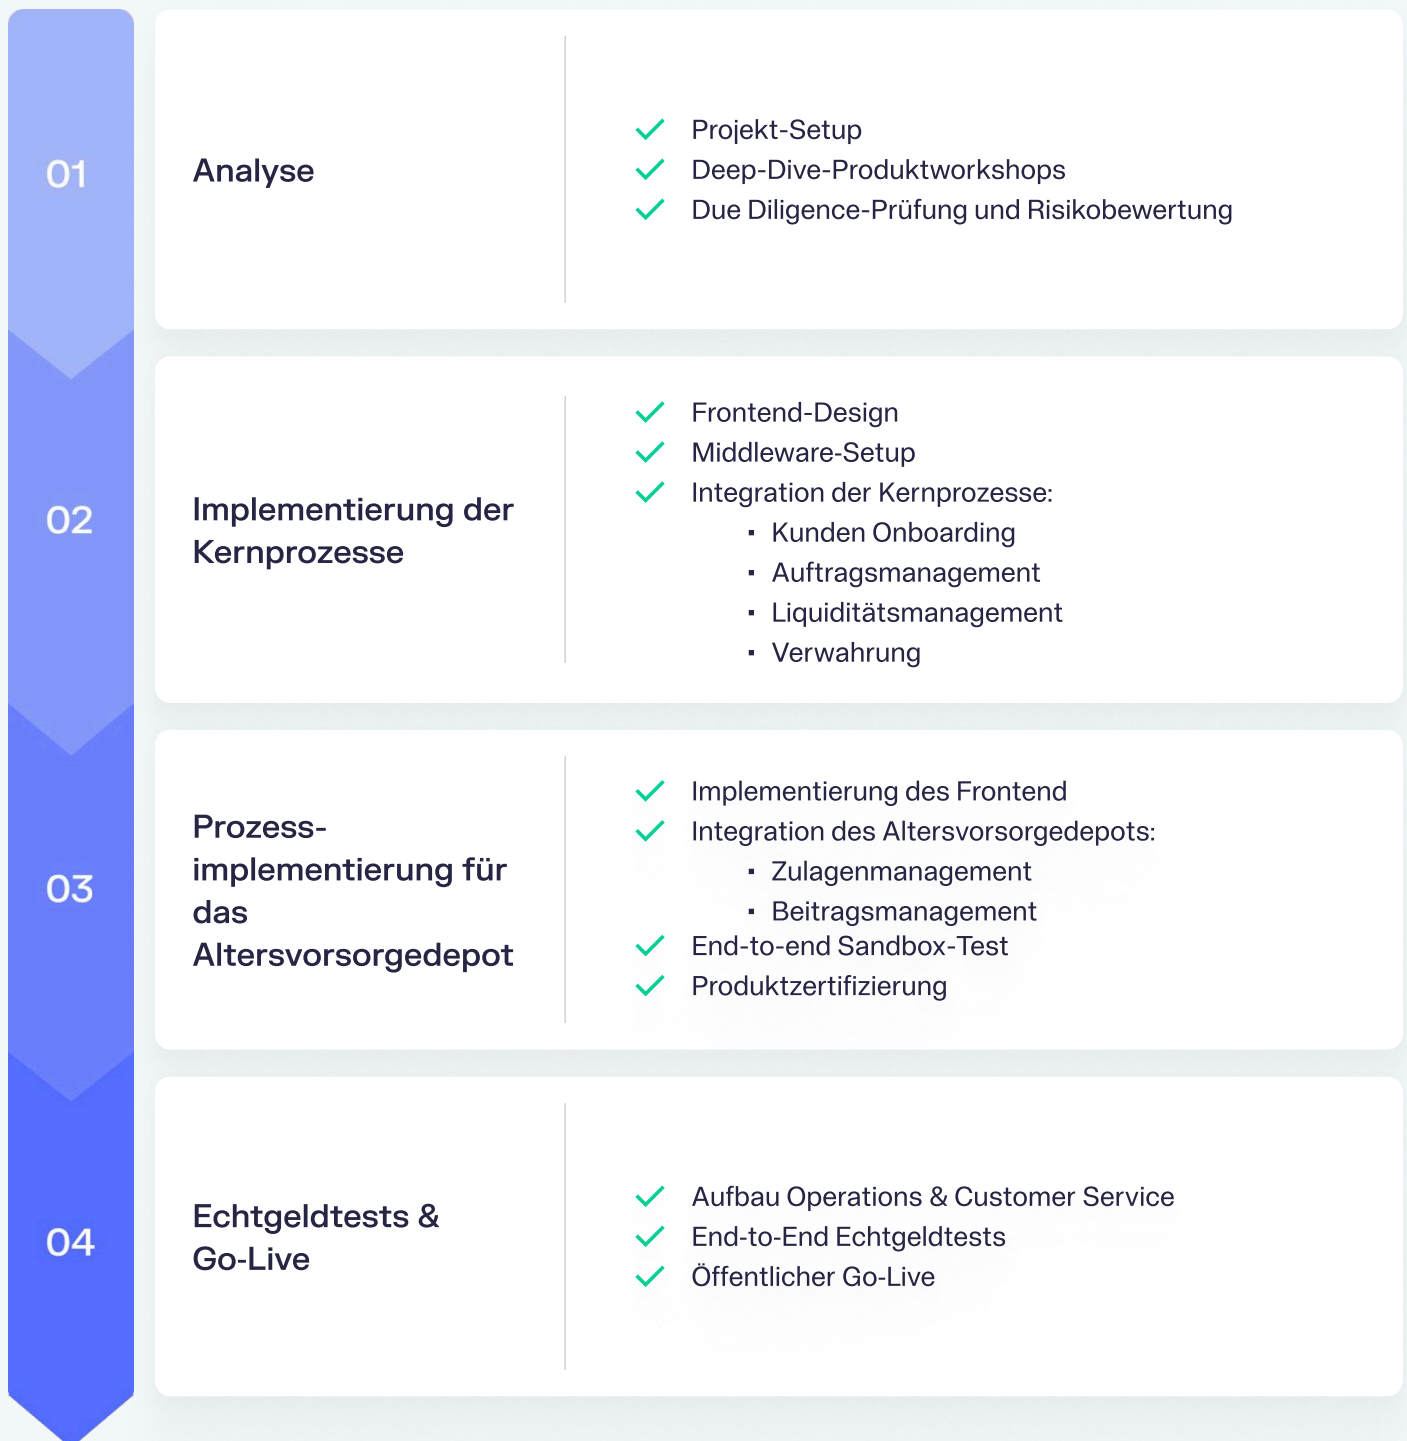 01
Analyse
Projekt-Setup
Deep-Dive-Produktworkshops
Due Diligence-Prüfung und Risikobewertung
02
Implementierung der
Kernprozesse
Frontend-Design
Middleware-Setup
Integration der Kernprozesse:
▪ Kunden Onboarding
▪ Auftragsmanagement
▪ Liquiditätsmanagement
▪ Verwahrung
03
Prozess-
implementierung für
das
Altersvorsorgedepot
Implementierung des Frontend
Integration des Altersvorsorgedepots:
▪ Zulagenmanagement
▪ Beitragsmanagement
End-to-end Sandbox-Test
Produktzertifizierung
04
Echtgeldtests &
Go-Live
Aufbau Operations & Customer Service
End-to-End Echtgeldtests
Öffentlicher Go-Live